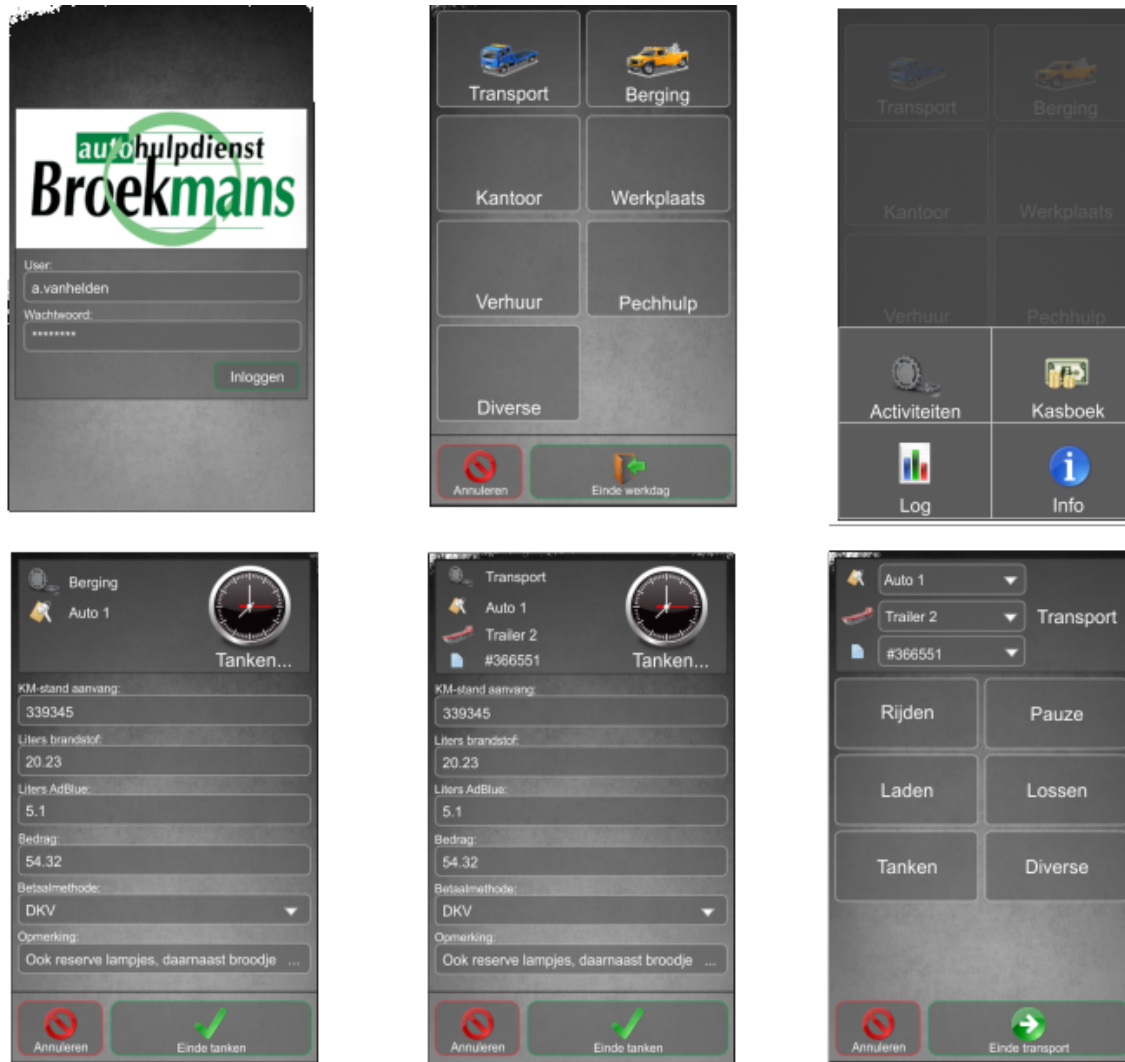 autohulpdienst
Broekmans
User:
a.vanhelden
Wachtwoord:
********
Inloggen
Transport
Berging
Kantoor
Werkplaats
Verhuur
Pechhulp
Diverse
Annuleren
Einde werkdag
Transport
Berging
Kantoor
Werkplaats
Verhuur
Pechhulp
Activiteiten
Kasboek
Log
Info
Berging
Auto 1
Tanken...
KM-stand aanvang:
339345
Liters brandstof:
20.23
Liters AdBlue:
5.1
Bedrag:
54.32
Betaalmethode:
DKV
Opmerking:
Ook reserve lampjes, daarnaast broodje ...
Annuleren
Einde tanken
Transport
Auto 1
Trailer 2
#366551
Tanken...
KM-stand aanvang:
339345
Liters brandstof:
20.23
Liters AdBlue:
5.1
Bedrag:
54.32
Betaalmethode:
DKV
Opmerking:
Ook reserve lampjes, daarnaast broodje ...
Annuleren
Einde tanken
Auto 1
Trailer 2
Transport
#366551
Rijden
Pauze
Laden
Lossen
Tanken
Diverse
Annuleren
Einde transport